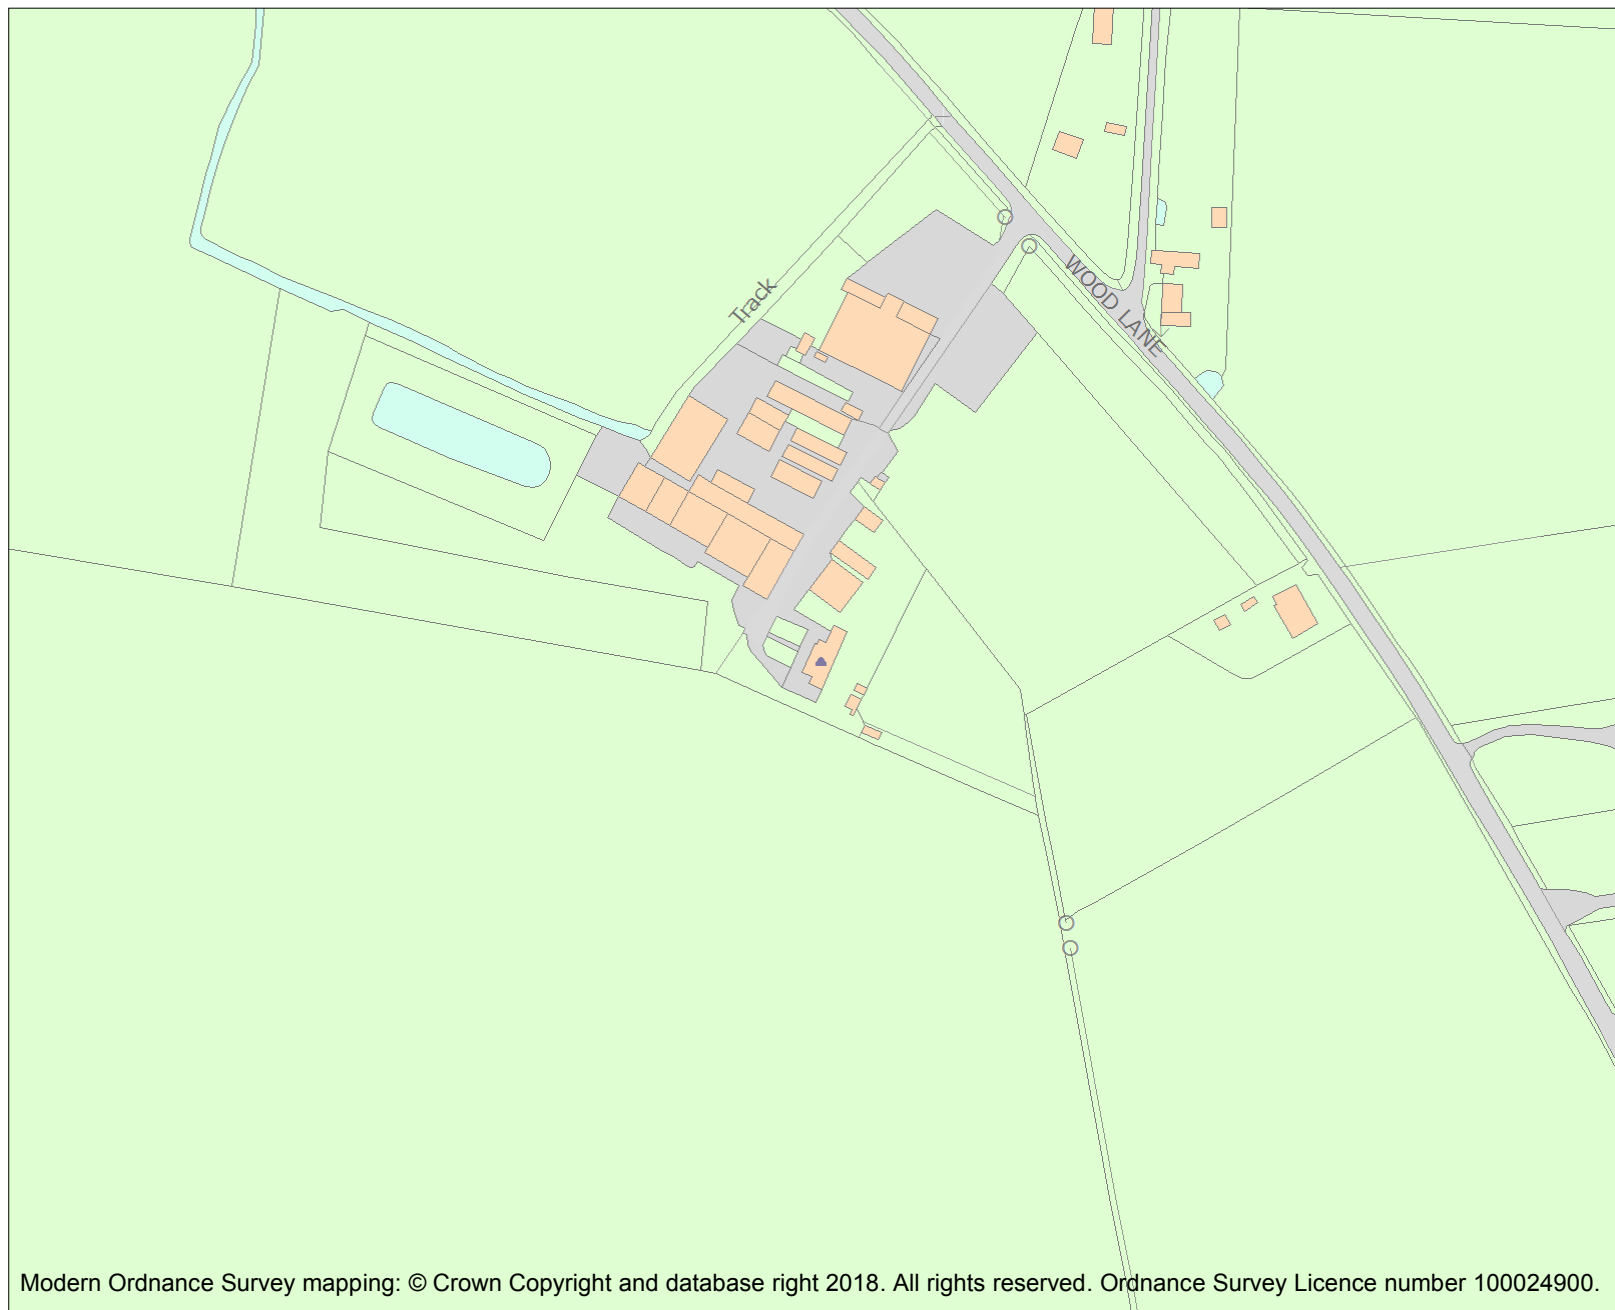 WOOD LANE
Track
Modern Ordnance Survey mapping: © Crown Copyright and database right 2018. All rights reserved. Ordnance Survey Licence number 100024900.